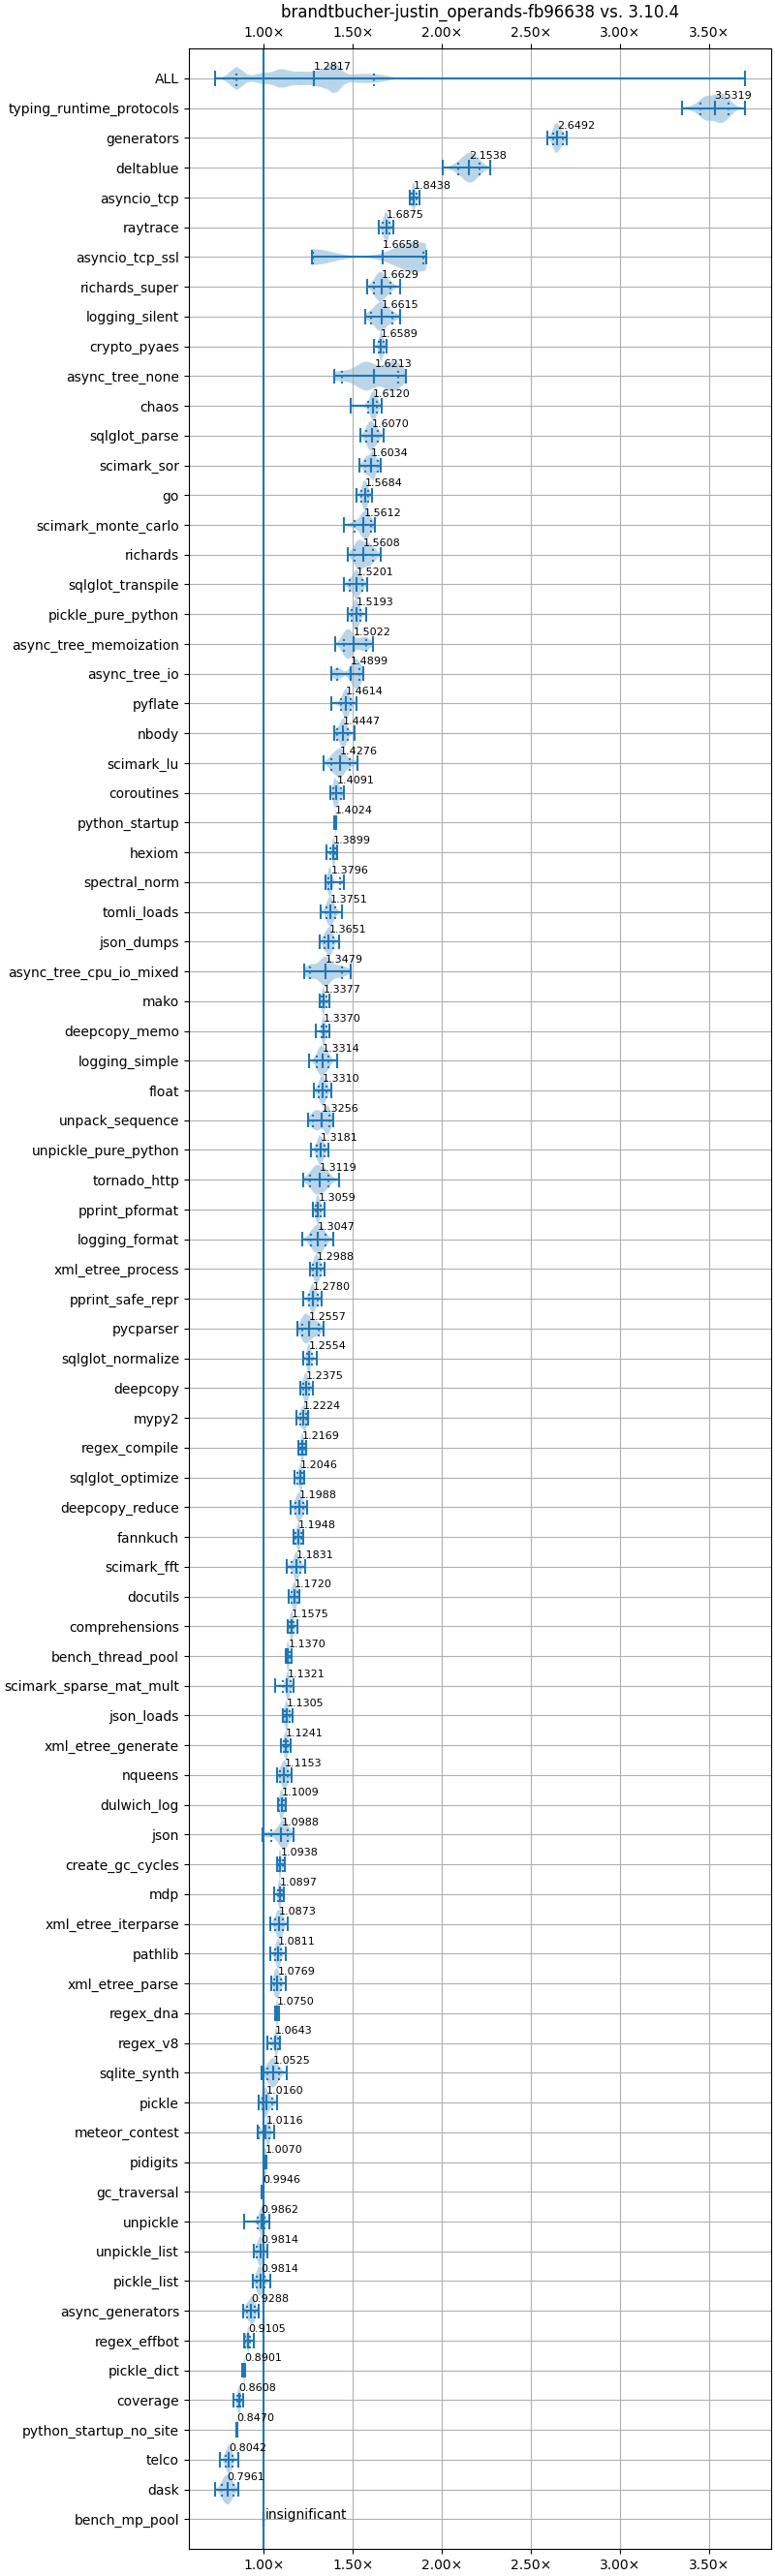 brandtbucher-justin_operands-fb96638 vs. 3.10.4
1.00× 1.50× 2.00× 2.50× 3.00× 3.50×
ALL 1.2817
typing_runtime_protocols 3.5319
generators 2.6492
deltablue 2.1538
asyncio_tcp 1.8438
raytrace 1.6875
asyncio_tcp_ssl 1.6658
richards_super 1.6629
logging_silent 1.6615
crypto_pyaes 1.6589
async_tree_none 1.6213
chaos 1.6120
sqlglot_parse 1.6070
scimark_sor 1.6034
go 1.5684
scimark_monte_carlo 1.5612
richards 1.5608
sqlglot_transpile 1.5201
pickle_pure_python 1.5193
async_tree_memoization 1.5022
async_tree_io 1.4899
pyflate 1.4614
nbody 1.4447
scimark_lu 1.4276
coroutines 1.4091
python_startup 1.4024
hexiom 1.3899
spectral_norm 1.3796
tomli_loads 1.3751
json_dumps 1.3651
async_tree_cpu_io_mixed 1.3479
mako 1.3377
deepcopy_memo 1.3370
logging_simple 1.3314
float 1.3310
unpack_sequence 1.3256
unpickle_pure_python 1.3181
tornado_http 1.3119
pprint_pformat 1.3059
logging_format 1.3047
xml_etree_process 1.2988
pprint_safe_repr 1.2780
pycparser 1.2557
sqlglot_normalize 1.2554
deepcopy 1.2375
mypy2 1.2224
regex_compile 1.2169
sqlglot_optimize 1.2046
deepcopy_reduce 1.1988
fannkuch 1.1948
scimark_fft 1.1831
docutils 1.1720
comprehensions 1.1575
bench_thread_pool 1.1370
scimark_sparse_mat_mult 1.1321
json_loads 1.1305
xml_etree_generate 1.1241
nqueens 1.1153
dulwich_log 1.1009
json 1.0988
create_gc_cycles 1.0938
mdp 1.0897
xml_etree_iterparse 1.0873
pathlib 1.0811
xml_etree_parse 1.0769
regex_dna 1.0750
regex_v8 1.0643
sqlite_synth 1.0525
pickle 1.0160
meteor_contest 1.0116
pidigits 1.0070
gc_traversal 0.9946
unpickle 0.9862
unpickle_list 0.9814
pickle_list 0.9814
async_generators 0.9288
regex_effbot 0.9105
pickle_dict 0.8901
coverage 0.8608
python_startup_no_site 0.8470
telco 0.8042
dask 0.7961
bench_mp_pool insignificant
1.00× 1.50× 2.00× 2.50× 3.00× 3.50×